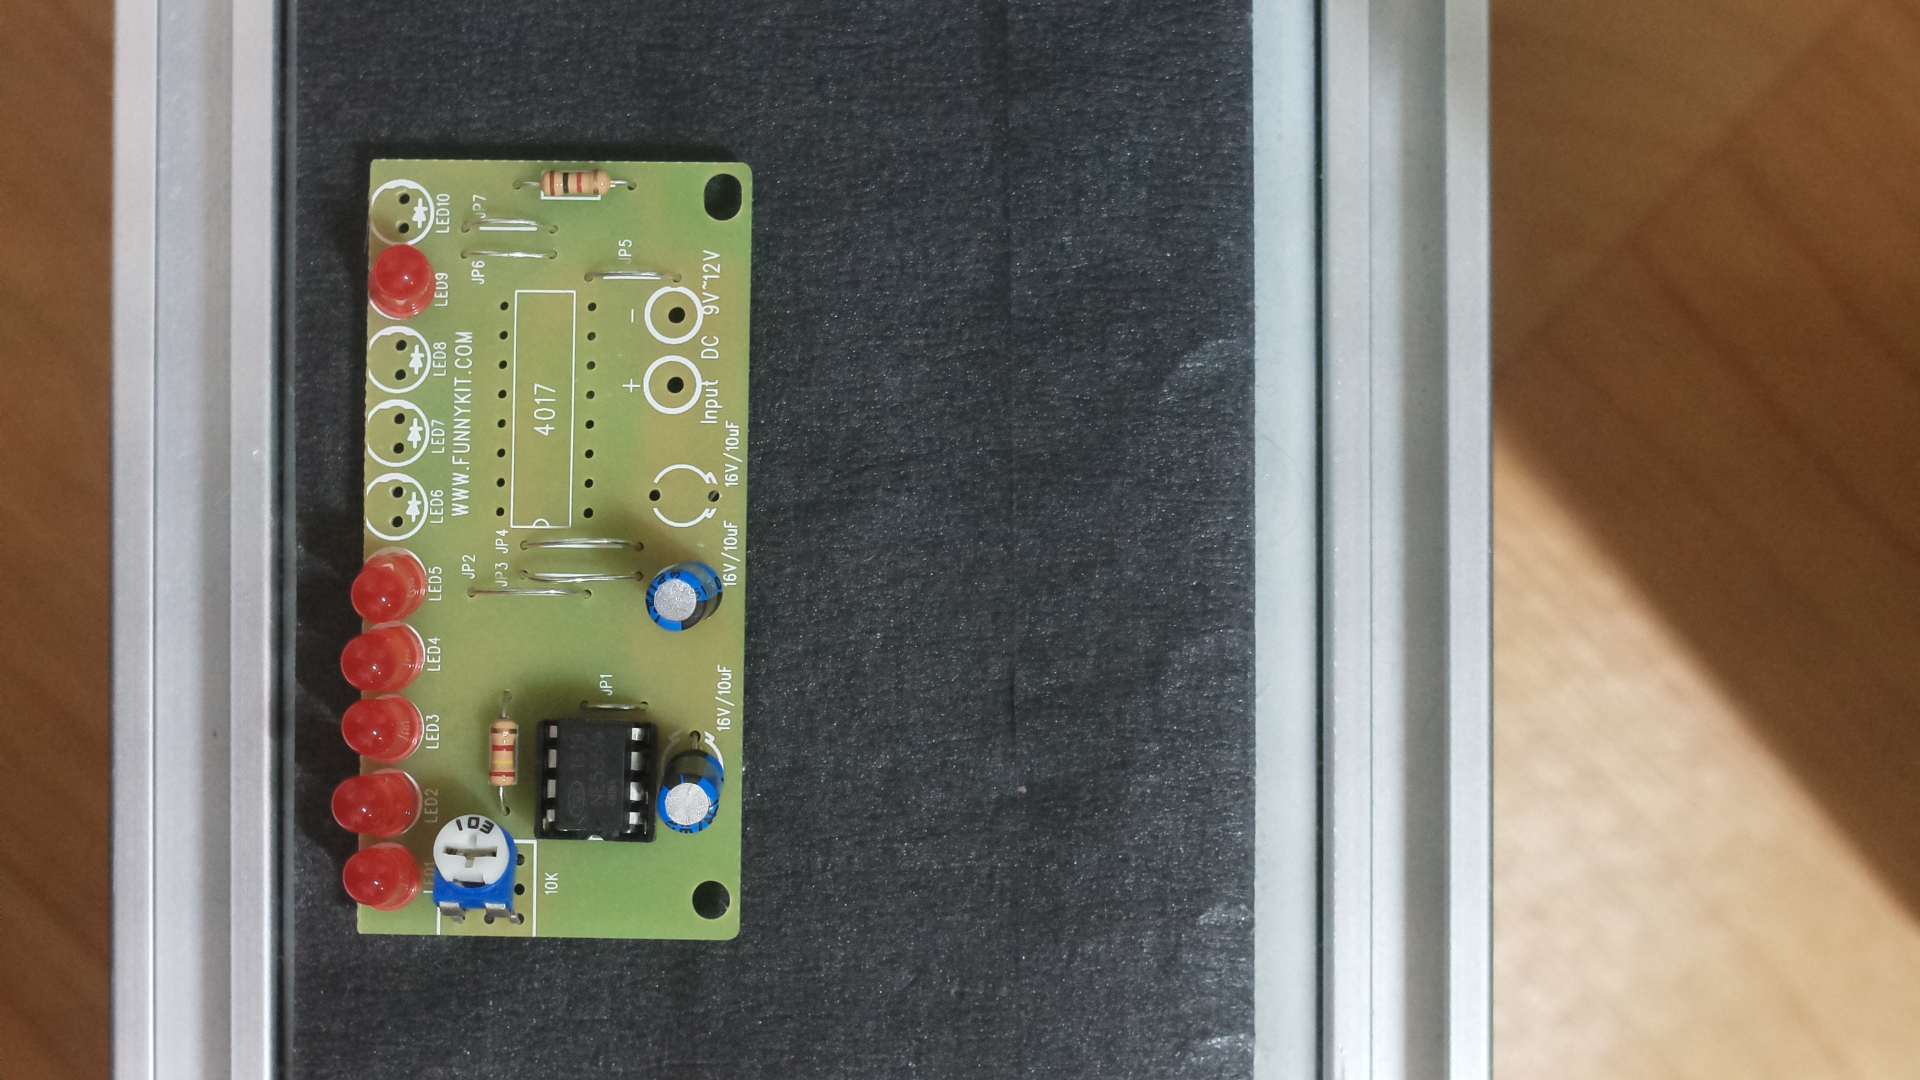 LED10
LED9
LED8
LED7
LED6
LED5
LED4
LED3
LED2
JP7
JP6
JP5
WWW.FUNNYKIT.COM
4017
-
+
Input DC 9V~12V
16V/10uF
16V/10uF
16V/10uF
JP4
JP3
JP2
JP1
103
10K